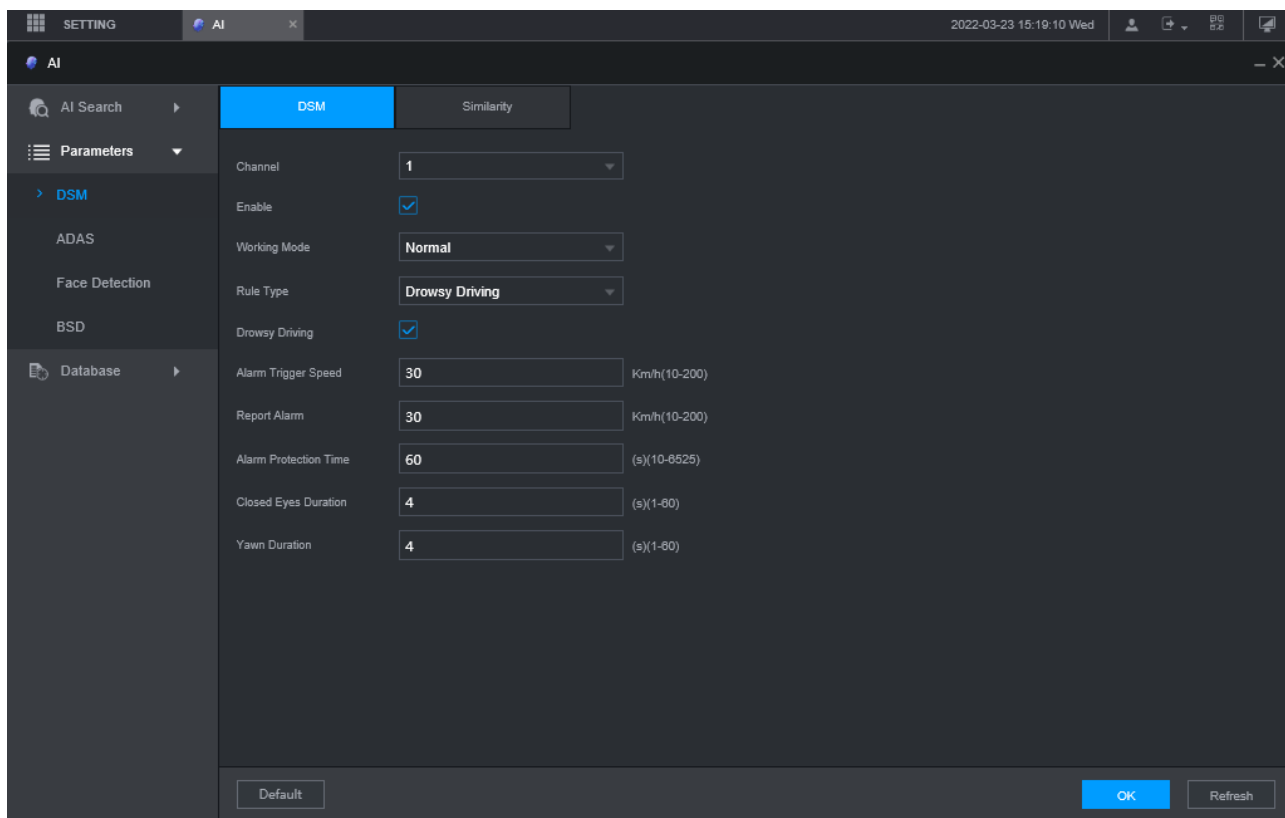 SETTING AI × 2022-03-23 15:19:10 Wed
AI
AI Search
Parameters
DSM
ADAS
Face Detection
BSD
Database
DSM Similarity
Channel 1
Enable
Working Mode Normal
Rule Type Drowsy Driving
Drowsy Driving
Alarm Trigger Speed 30 Km/h(10-200)
Report Alarm 30 Km/h(10-200)
Alarm Protection Time 60 (s)(10-6525)
Closed Eyes Duration 4 (s)(1-60)
Yawn Duration 4 (s)(1-60)
Default OK Refresh